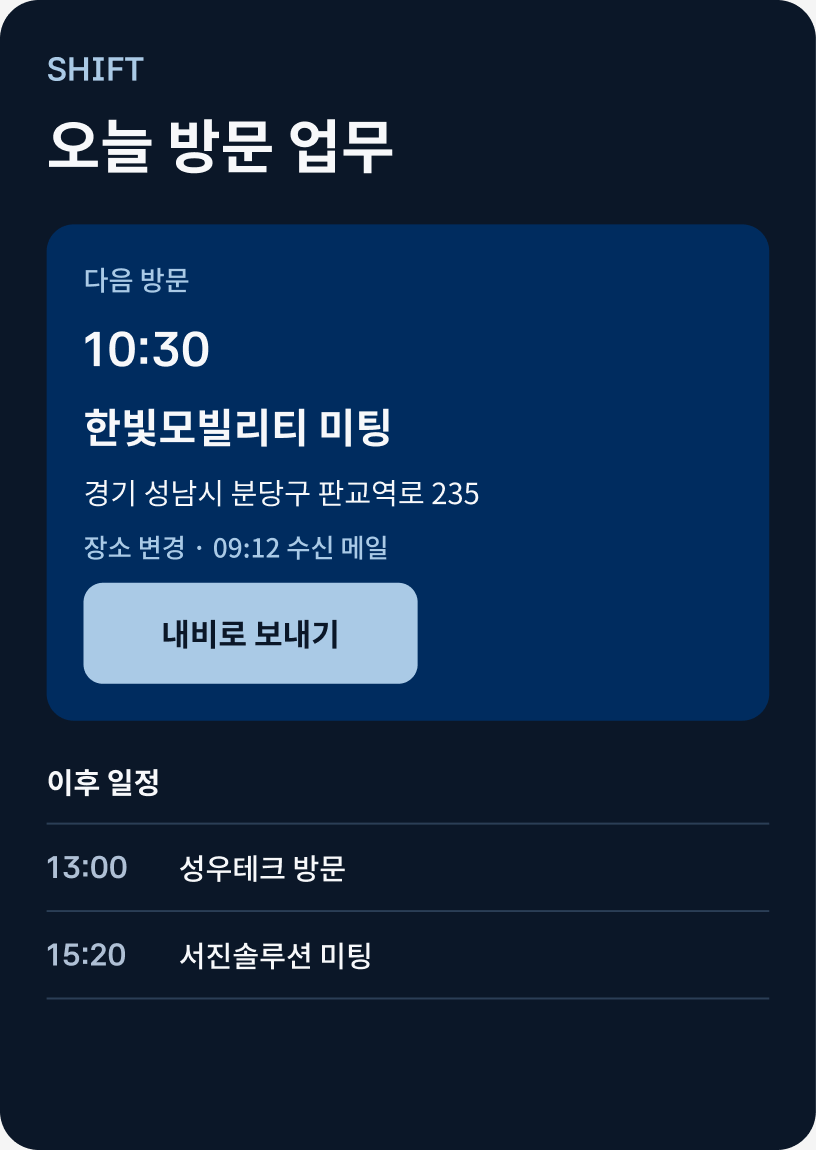 SHIFT
오늘 방문 업무
다음 방문
10:30
한빛모빌리티 미팅
경기 성남시 분당구 판교역로 235
장소 변경 · 09:12 수신 메일
내비로 보내기
이후 일정
13:00 성우테크 방문
15:20 서진솔루션 미팅